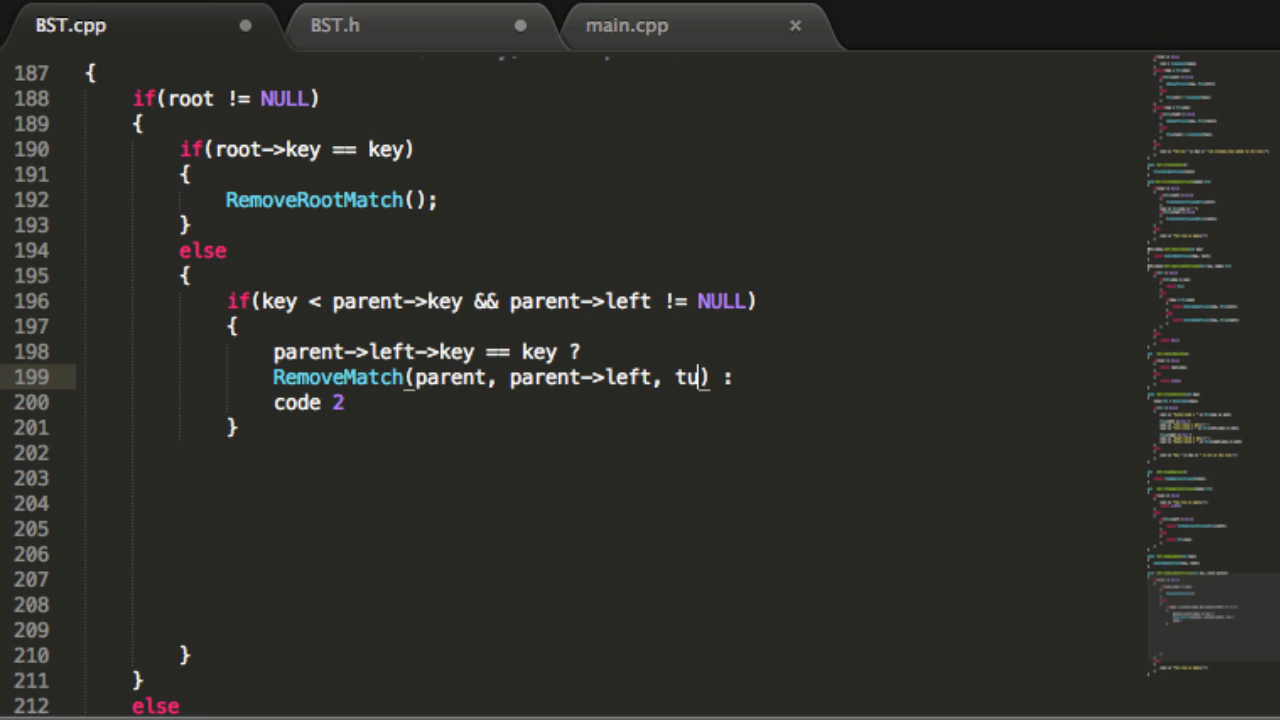 BST.cpp
BST.h
main.cpp
187 {
188 if(root != NULL)
189 {
190 if(root->key == key)
191 {
192 RemoveRootMatch();
193 }
194 else
195 {
196 if(key < parent->key && parent->left != NULL)
197 {
198 parent->left->key == key ?
199 RemoveMatch(parent, parent->left, tu) :
200 code 2
201 }
202
203
204
205
206
207
208
209
210 }
211 }
212 else